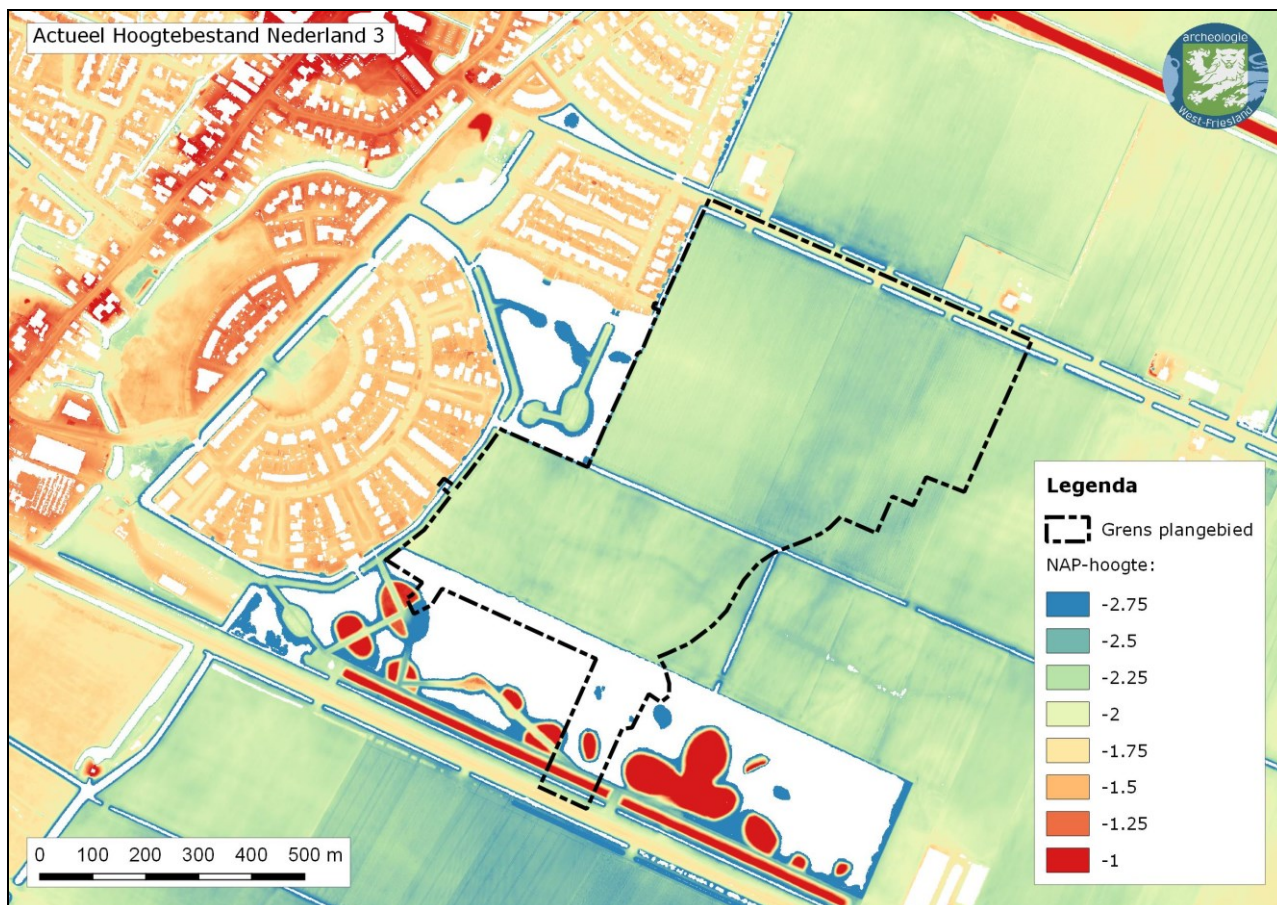 Actueel Hoogtebestand Nederland 3
archeologie
West-Friesland
Legenda
Grens plangebied
NAP-hoogte:
-2.75
-2.5
-2.25
-2
-1.75
-1.5
-1.25
-1
0 100 200 300 400 500 m